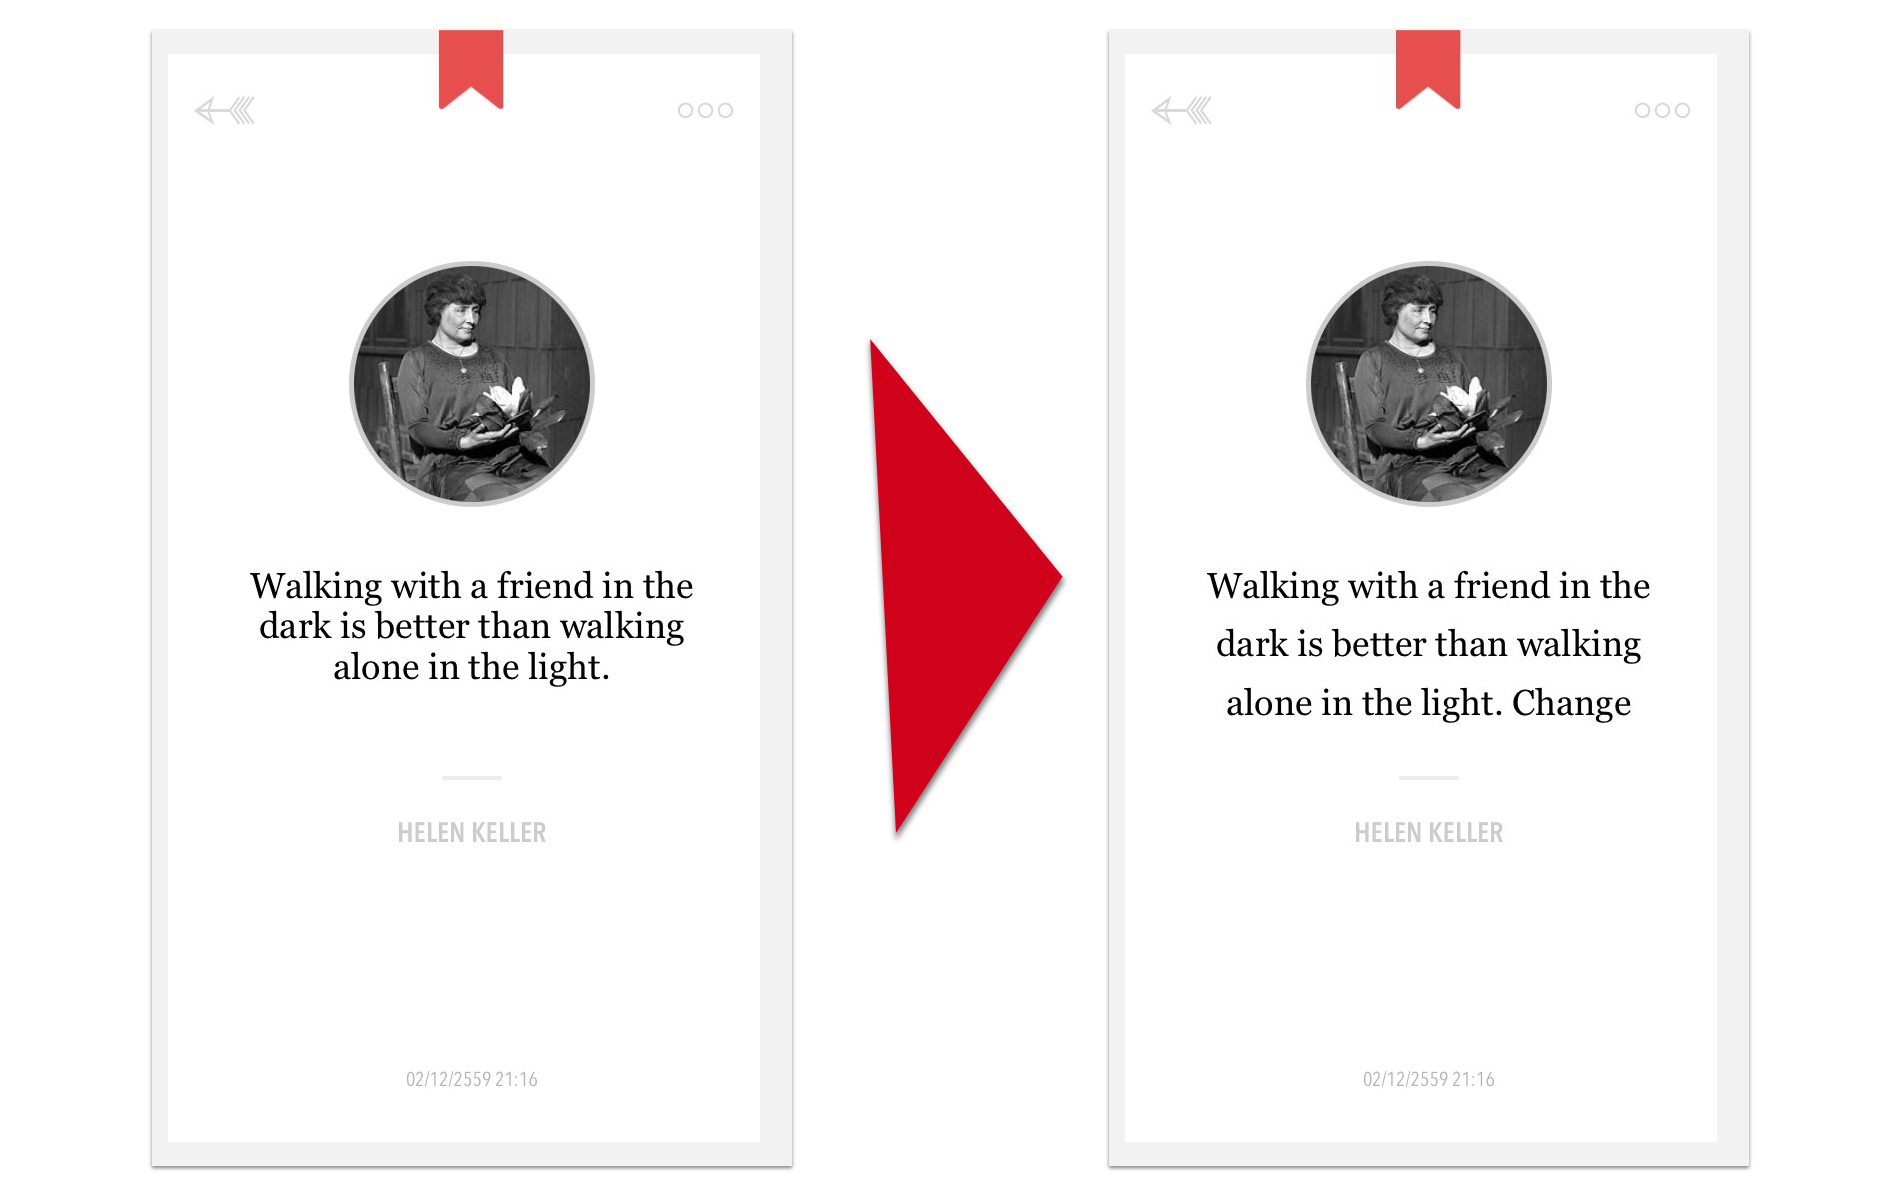 Walking with a friend in the
dark is better than walking
alone in the light.
HELEN KELLER
02/12/2559 21:16
Walking with a friend in the
dark is better than walking
alone in the light. Change
HELEN KELLER
02/12/2559 21:16